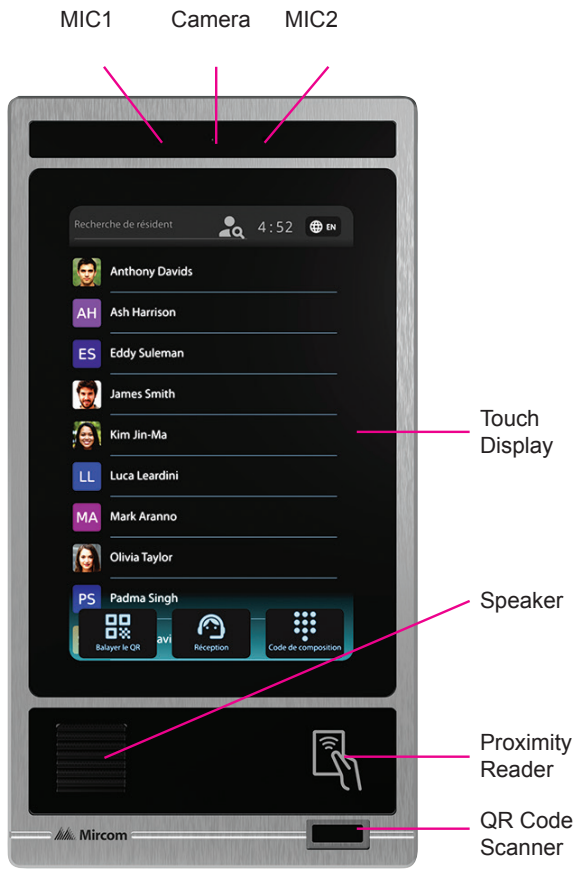 MIC1 Camera MIC2
Recherche de résident 4:52 EN
Anthony Davids
AH Ash Harrison
ES Eddy Suleman
James Smith
Kim Jin-Ma
LL Luca Leardini
MA Mark Aranno
Olivia Taylor
PS Padma Singh
Balayer le QR Réception Code de composition
Touch
Display
Speaker
Proximity
Reader
QR Code
Scanner
Mircom